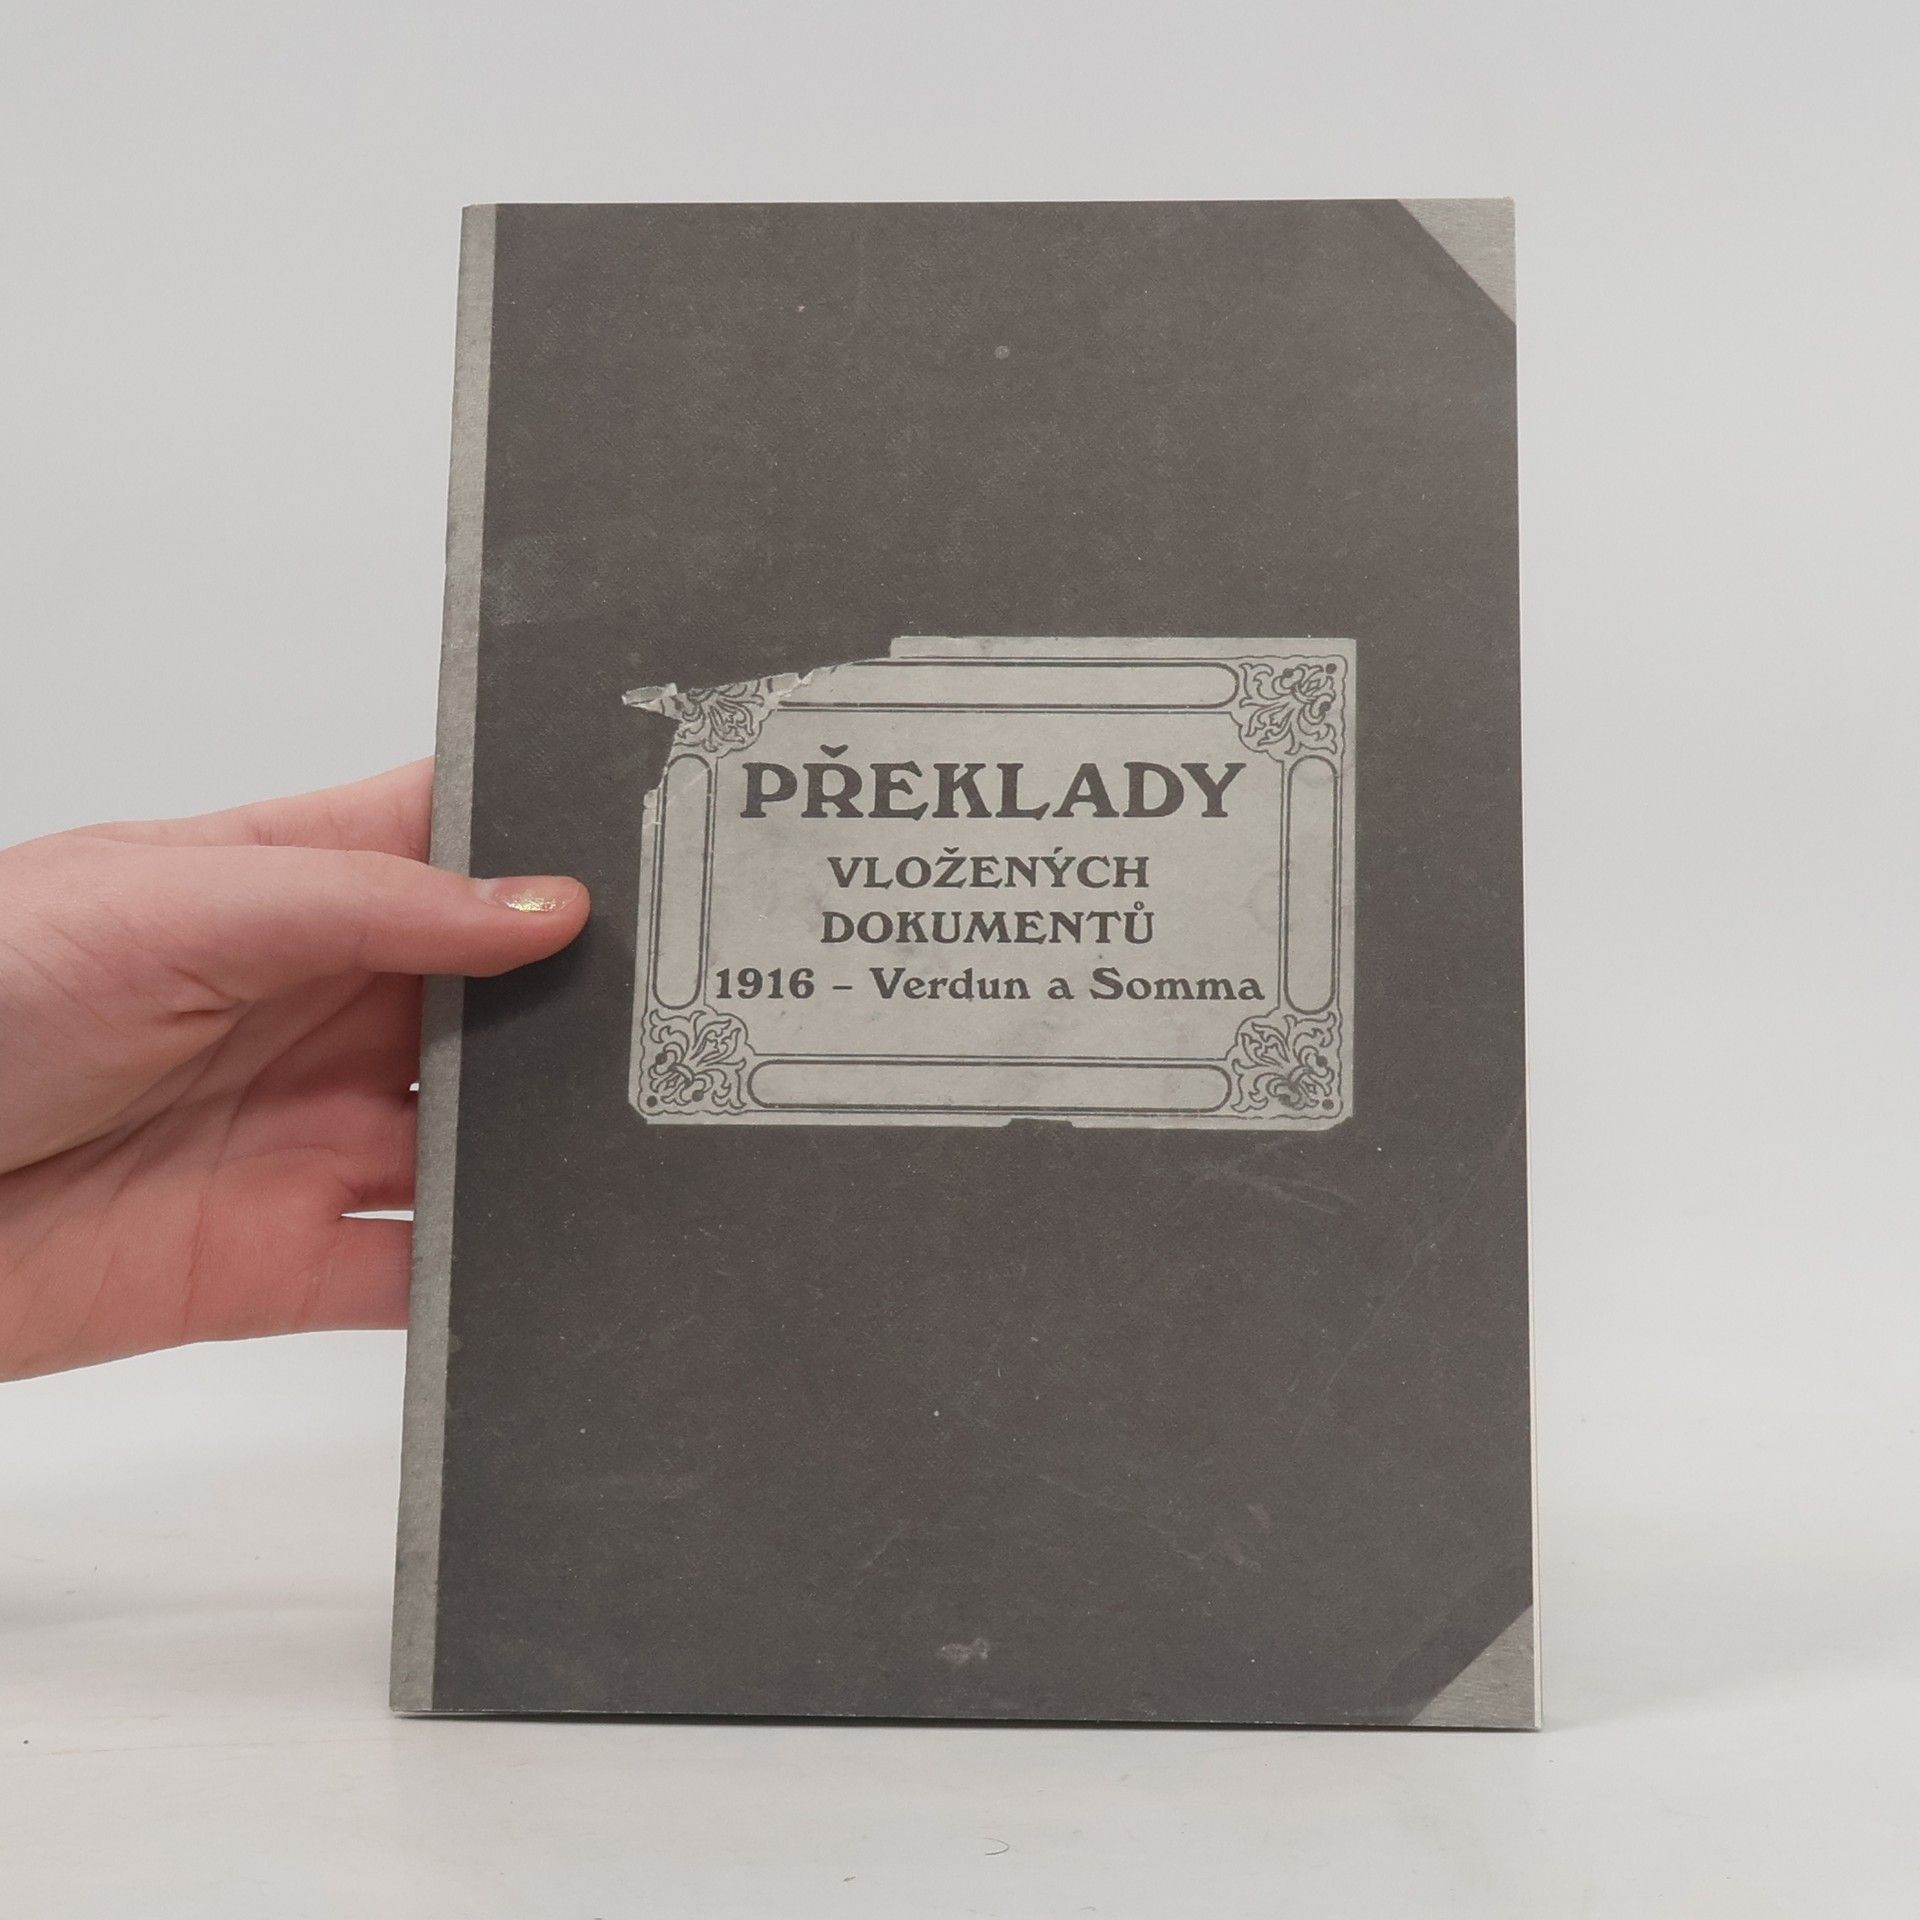 PŘEKLADY
VLOŽENÝCH
DOKUMENTŮ
1916 – Verdun a Somma